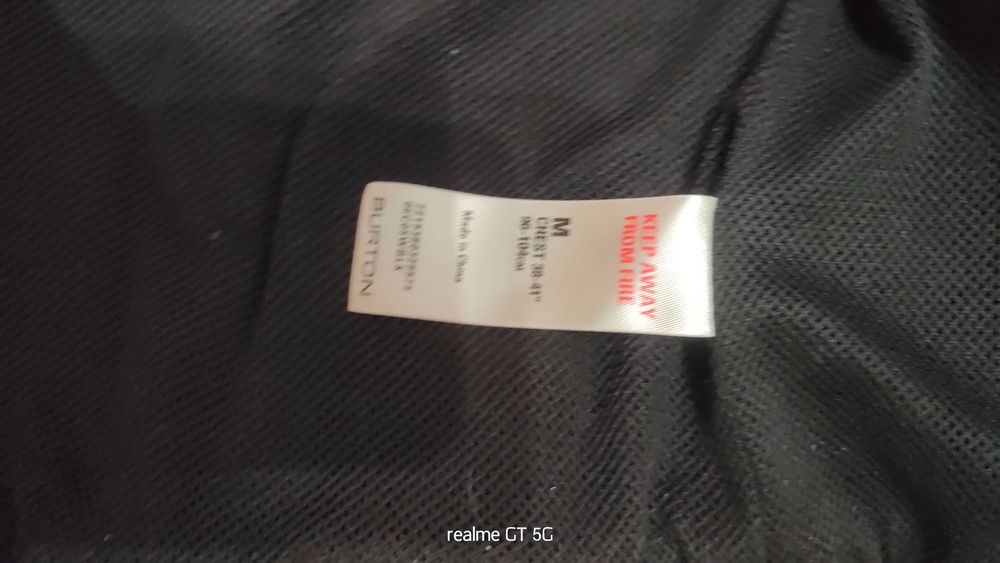 KEEP AWAY
FROM FIRE
M
CHEST 38-41"
96-104cm
Made in China
BURTON
realme GT 5G